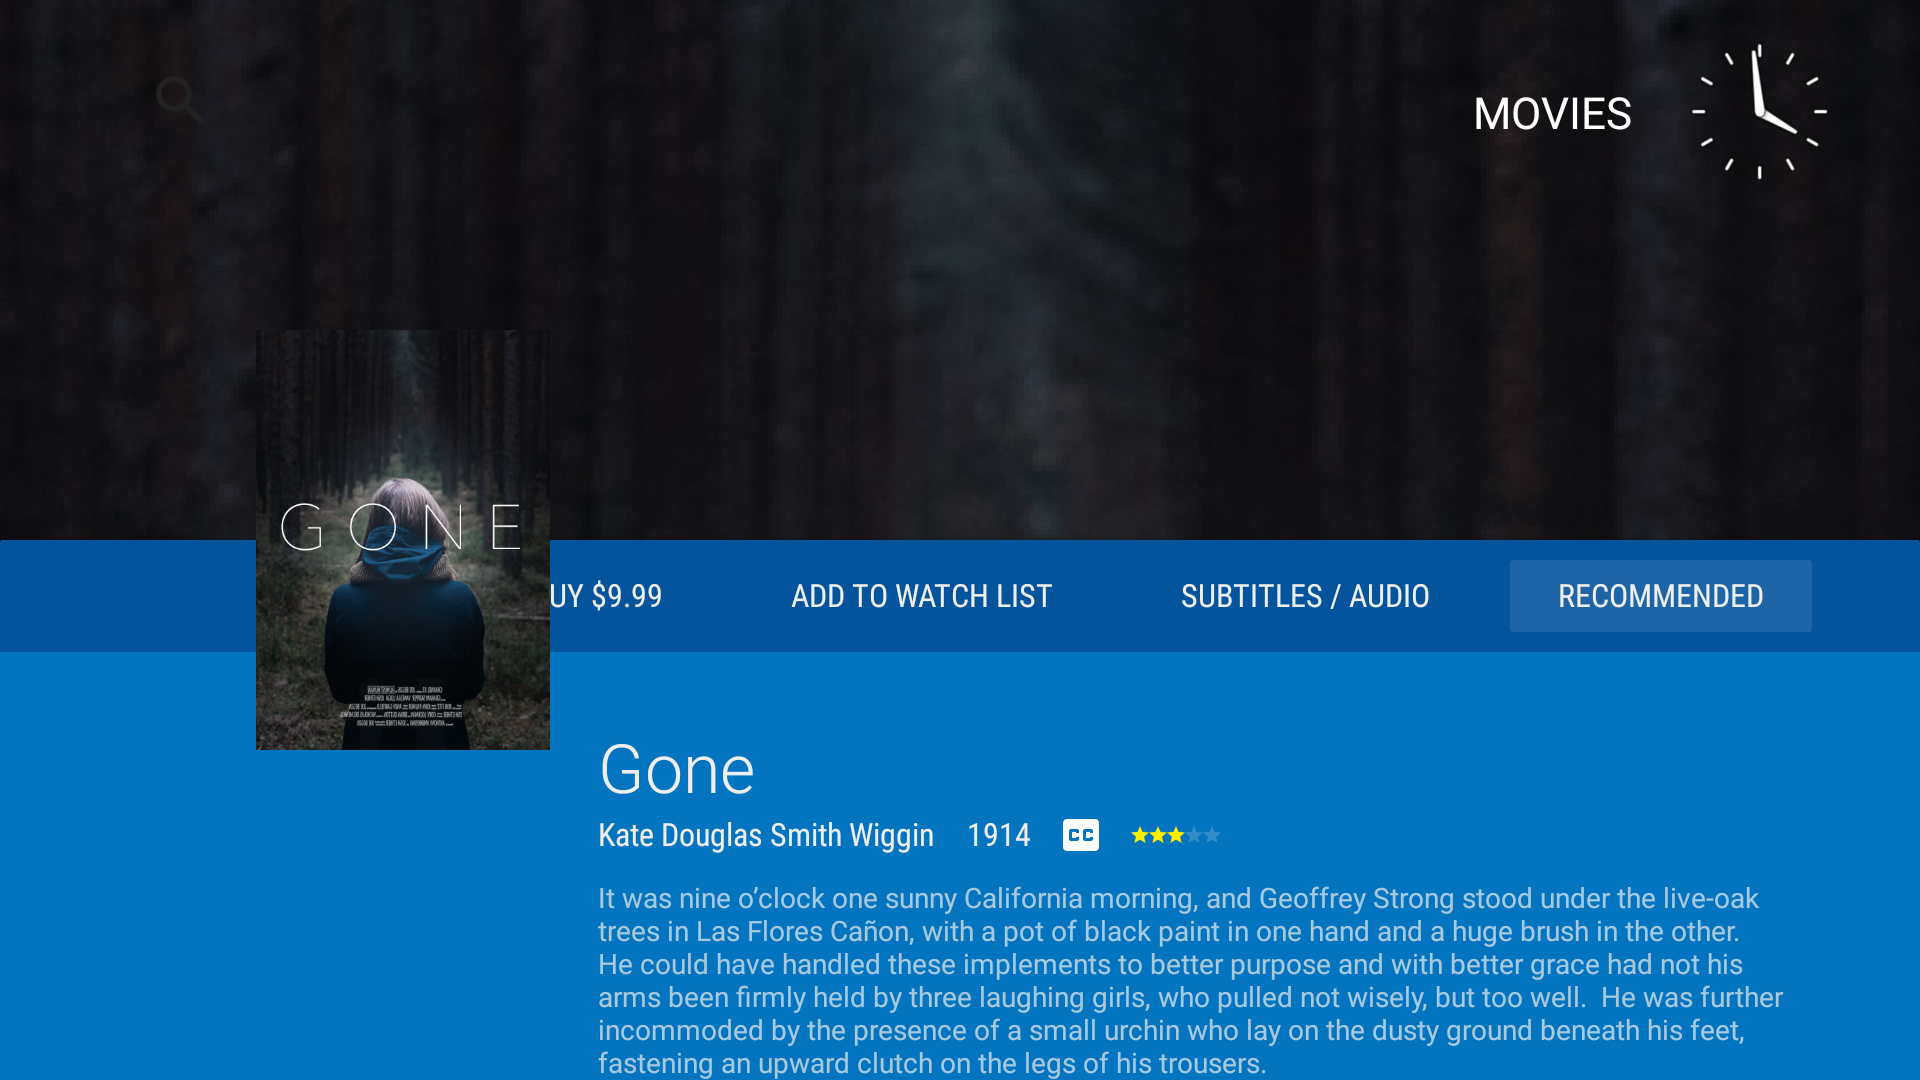 MOVIES
GONE
UY $9.99
ADD TO WATCH LIST
SUBTITLES / AUDIO
RECOMMENDED
Gone
Kate Douglas Smith Wiggin 1914 CC
It was nine o’clock one sunny California morning, and Geoffrey Strong stood under the live-oak
trees in Las Flores Cañon, with a pot of black paint in one hand and a huge brush in the other.
He could have handled these implements to better purpose and with better grace had not his
arms been firmly held by three laughing girls, who pulled not wisely, but too well.  He was further
incommoded by the presence of a small urchin who lay on the dusty ground beneath his feet,
fastening an upward clutch on the legs of his trousers.